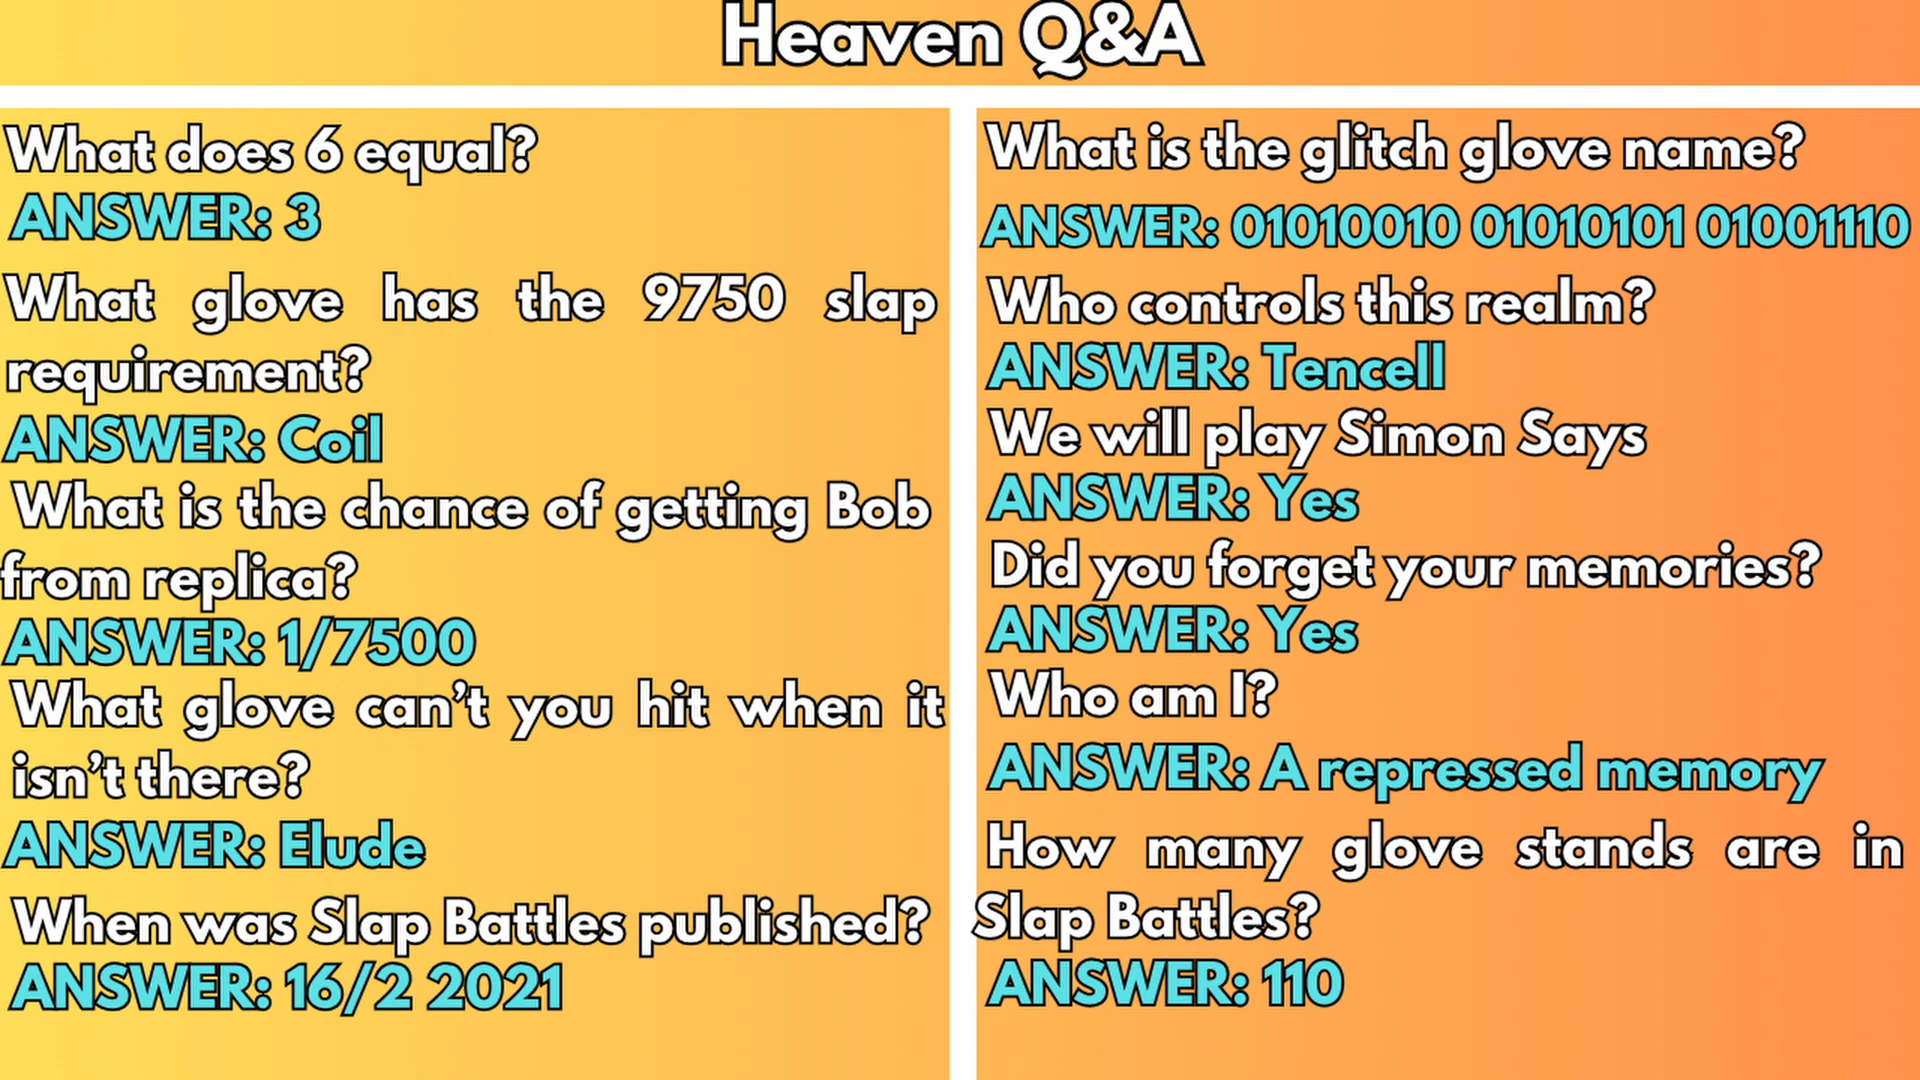 Heaven Q&A
What does 6 equal?
ANSWER: 3
What glove has the 9750 slap
requirement?
ANSWER: Coil
What is the chance of getting Bob
from replica?
ANSWER: 1/7500
What glove can't you hit when it
isn't there?
ANSWER: Elude
When was Slap Battles published?
ANSWER: 16/2 2021
What is the glitch glove name?
ANSWER: 01010010 01010101 01001110
Who controls this realm?
ANSWER: Tencell
We will play Simon Says
ANSWER: Yes
Did you forget your memories?
ANSWER: Yes
Who am I?
ANSWER: A repressed memory
How many glove stands are in
Slap Battles?
ANSWER: 110